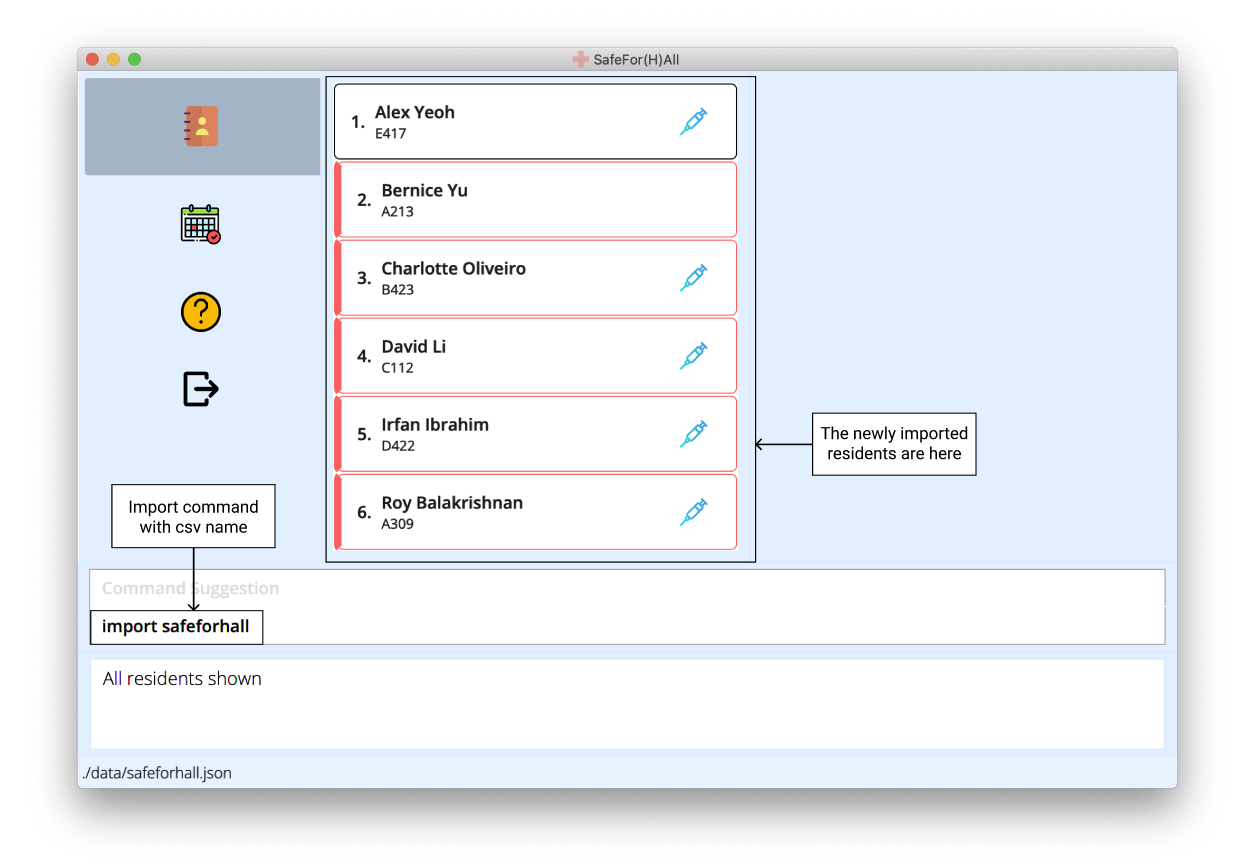 SafeFor(H)All
1. Alex Yeoh
E417
2. Bernice Yu
A213
3. Charlotte Oliveiro
B423
4. David Li
C112
5. Irfan Ibrahim
D422
6. Roy Balakrishnan
A309
The newly imported
residents are here
Import command
with csv name
Command Suggestion
import safeforhall
All residents shown
./data/safeforhall.json